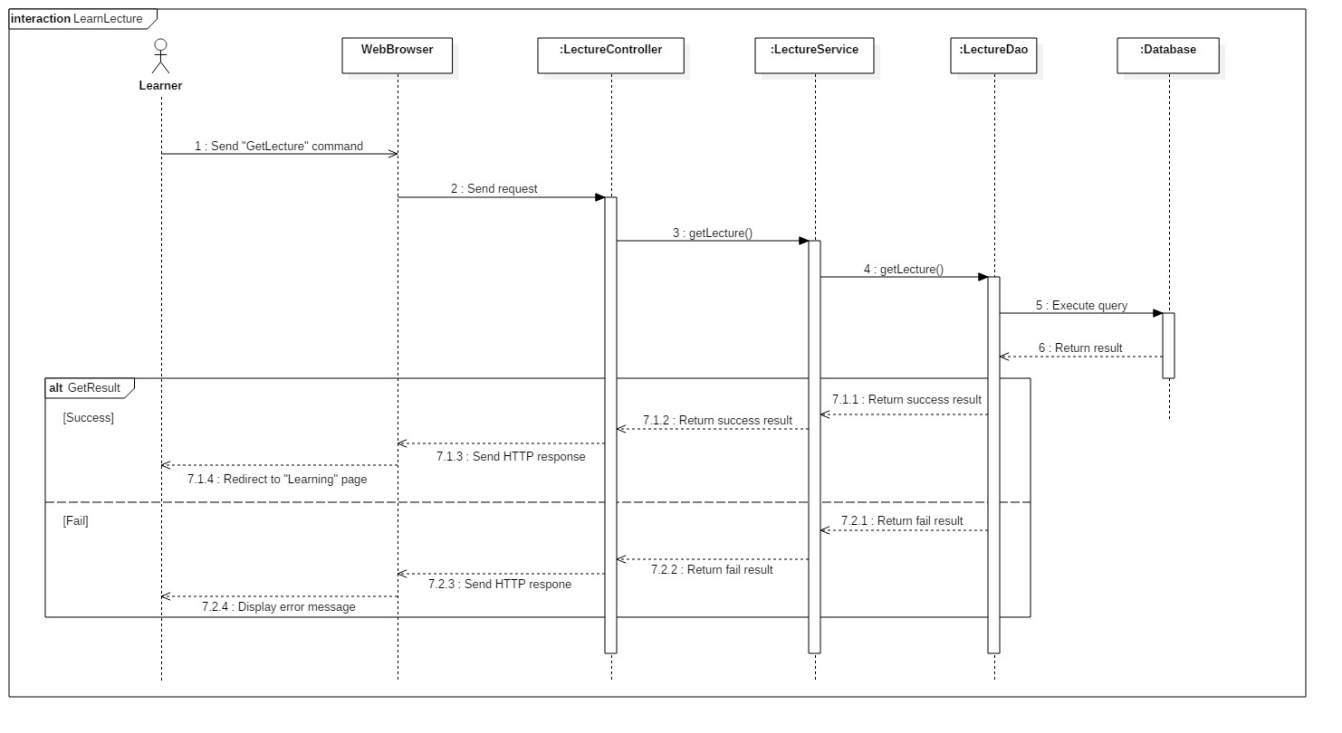 interaction LearnLecture
Learner
WebBrowser
:LectureController
:LectureService
:LectureDao
:Database
1 : Send "GetLecture" command
2 : Send request
3 : getLecture()
4 : getLecture()
5 : Execute query
6 : Return result
alt GetResult
[Success]
7.1.1 : Return success result
7.1.2 : Return success result
7.1.3 : Send HTTP response
7.1.4 : Redirect to "Learning" page
[Fail]
7.2.1 : Return fail result
7.2.2 : Return fail result
7.2.3 : Send HTTP respone
7.2.4 : Display error message